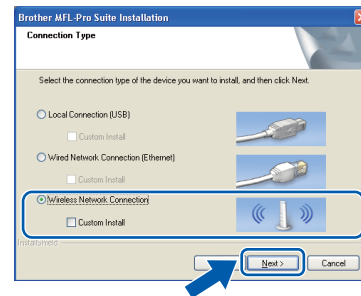 Brother MFL-Pro Suite Installation
Connection Type
Select the connection type of the device you want to install, and then click Next.
Local Connection (USB)
Custom Install
Wired Network Connection (Ethernet)
Custom Install
Wireless Network Connection
Custom Install
InstallShield
Next >
Cancel